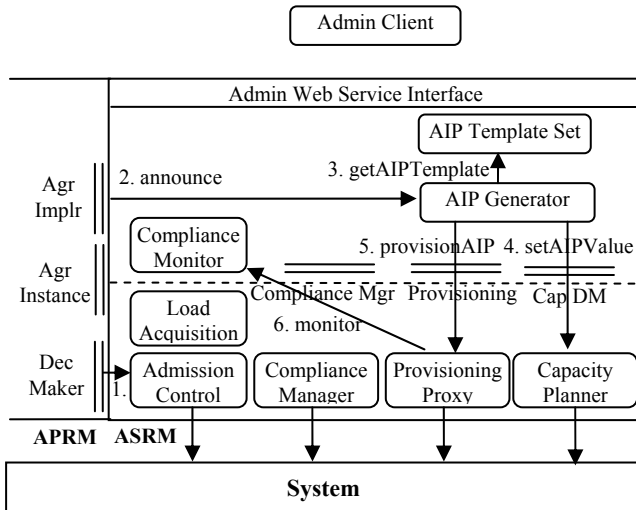 Admin Client
Admin Web Service Interface
AIP Template Set
3. getAIPTemplate
2. announce
Agr
Implr
AIP Generator
Compliance
Monitor
5. provisionAIP
4. setAIPValue
Agr
Instance
Compliance Mgr
Provisioning
Cap DM
Load
Acquisition
6. monitor
Dec
Maker
1.
Admission
Control
Compliance
Manager
Provisioning
Proxy
Capacity
Planner
APRM
ASRM
System